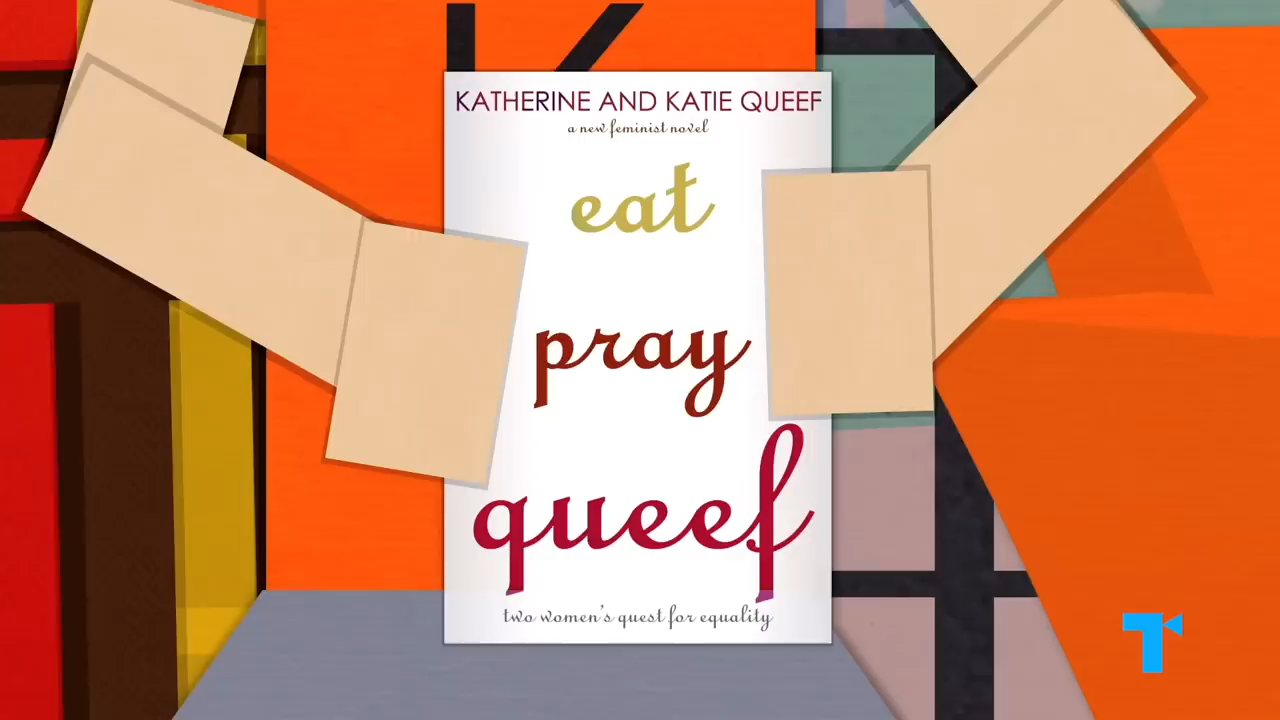 K
KATHERINE AND KATIE QUEEF
a new feminist novel
eat
pray
queef
two women's quest for equality
T